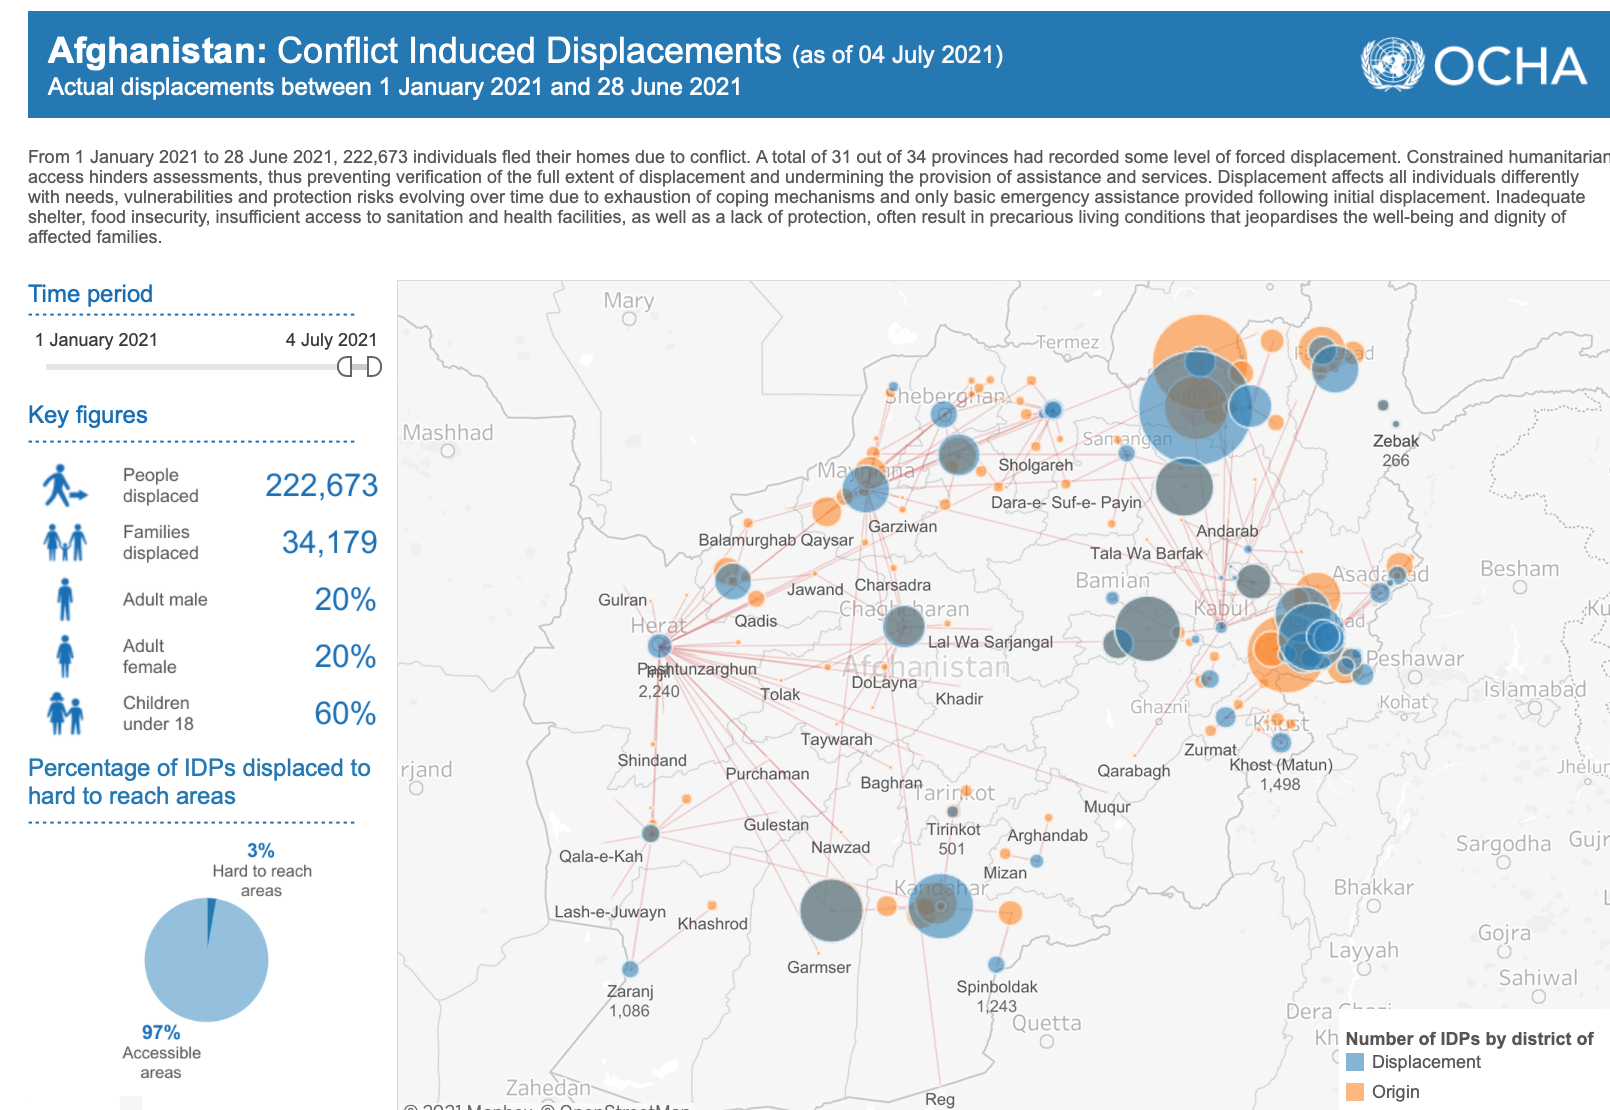 Afghanistan: Conflict Induced Displacements (as of 04 July 2021)
Actual displacements between 1 January 2021 and 28 June 2021
OCHA
From 1 January 2021 to 28 June 2021, 222,673 individuals fled their homes due to conflict. A total of 31 out of 34 provinces had recorded some level of forced displacement. Constrained humanitarian
access hinders assessments, thus preventing verification of the full extent of displacement and undermining the provision of assistance and services. Displacement affects all individuals differently
with needs, vulnerabilities and protection risks evolving over time due to exhaustion of coping mechanisms and only basic emergency assistance provided following initial displacement. Inadequate
shelter, food insecurity, insufficient access to sanitation and health facilities, as well as a lack of protection, often result in precarious living conditions that jeopardises the well-being and dignity of
affected families.
Time period
1 January 2021
4 July 2021
Key figures
People
displaced
222,673
Families
displaced
34,179
Adult male
20%
Adult
female
20%
Children
under 18
60%
Percentage of IDPs displaced to
hard to reach areas
3%
Hard to reach
areas
97%
Accessible
areas
Mary
Termez
Sheberghan
Mashhad
Samangan
Zebak
266
Maymana
Sholgareh
Dara-e- Suf-e- Payin
Garziwan
Andarab
Balamurghab
Qaysar
Tala Wa Barfak
Jawand
Charsadra
Bamian
Asadabad
Besham
Gulran
Qadis
Chaghcharan
Kabul
Herat
Lal Wa Sarjangal
Pashtunzarghun
Injil
2,240
Afghanistan
Peshawar
DoLayna
Tolak
Khadir
Islamabad
Ghazni
Kohat
Khost
Taywarah
Zurmat
Shindand
Khost (Matun)
1,498
Purchaman
Baghran
Qarabagh
rjand
Jhelun
Tarinkot
Muqur
Gulestan
Tirinkot
501
Arghandab
Nawzad
Sargodha
Gujr
Qala-e-Kah
Mizan
Kandahar
Bhakkar
Lash-e-Juwayn
Khashrod
Gojra
Layyah
Garmser
Zaranj
1,086
Spinboldak
1,243
Sahiwal
Quetta
Dera Ghazi
Kh
Zahedan
Reg
Number of IDPs by district of
Displacement
Origin
© 2021 Mapbox © OpenStreetMap